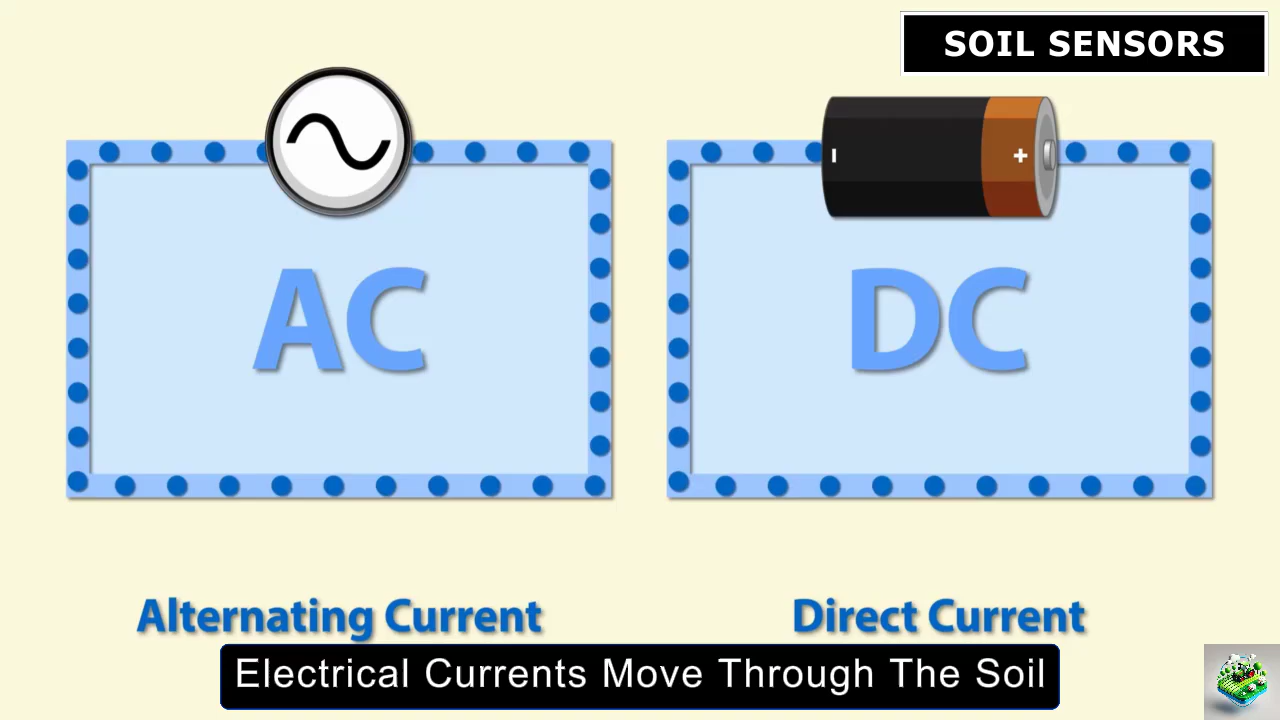 SOIL SENSORS
AC
DC
Alternating Current
Direct Current
Electrical Currents Move Through The Soil